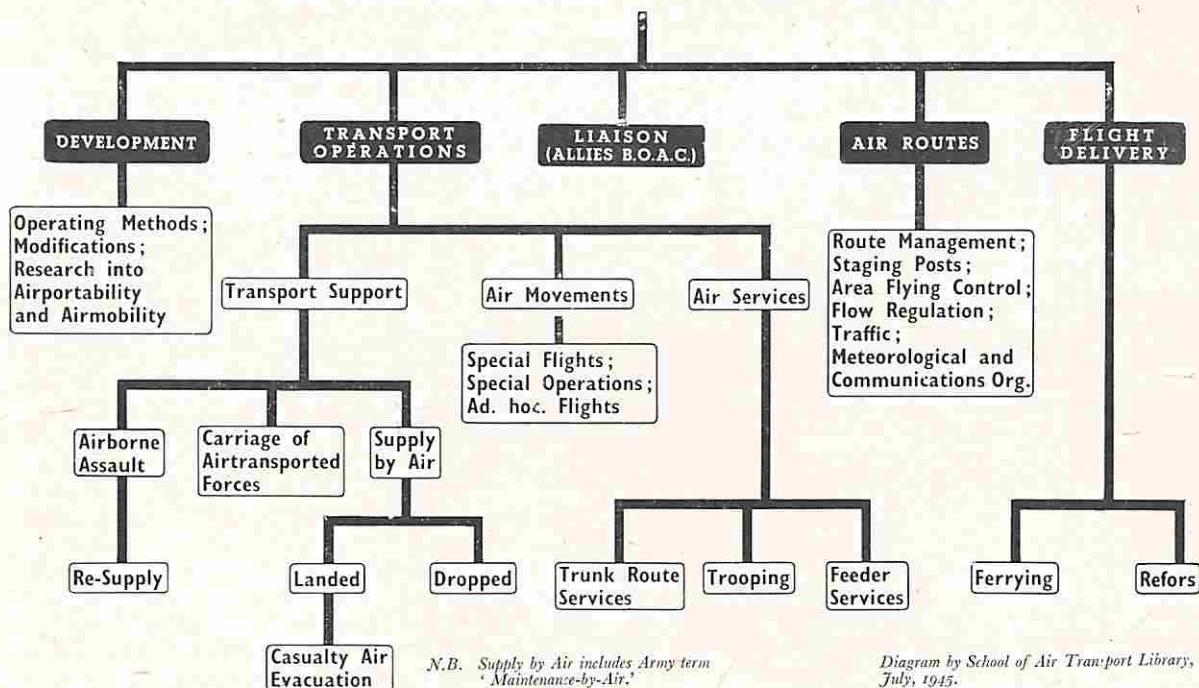 DEVELOPMENT
TRANSPORT
OPERATIONS
LIAISON
(ALLIES B.O.A.C.)
AIR ROUTES
FLIGHT
DELIVERY
Operating Methods;
Modifications;
Research into
Airportability
and Airmobility
Transport Support
Air Movements
Air Services
Route Management;
Staging Posts;
Area Flying Control;
Flow Regulation;
Traffic;
Meteorological and
Communications Org.
Special Flights;
Special Operations;
Ad. hoc. Flights
Airborne
Assault
Carriage of
Airtransported
Forces
Supply
by Air
Re-Supply
Landed
Dropped
Trunk Route
Services
Trooping
Feeder
Services
Ferrying
Refors
Casualty Air
Evacuation
N.B. Supply by Air includes Army term
' Maintenance-by-Air.'
Diagram by School of Air Transport Library,
July, 1945.